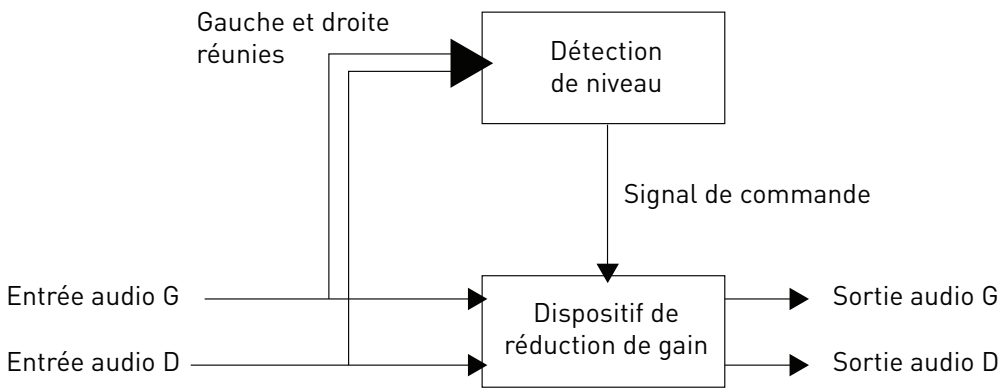 Gauche et droite
réunies
Détection
de niveau
Signal de commande
Entrée audio G
Dispositif de
réduction de gain
Sortie audio G
Entrée audio D
Sortie audio D